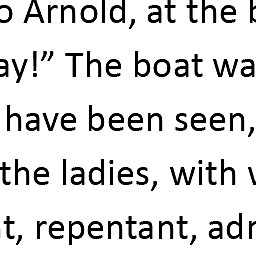 o Arnold, at the b
ay!” The boat wa
have been seen,
the ladies, with
t, repentant, adr